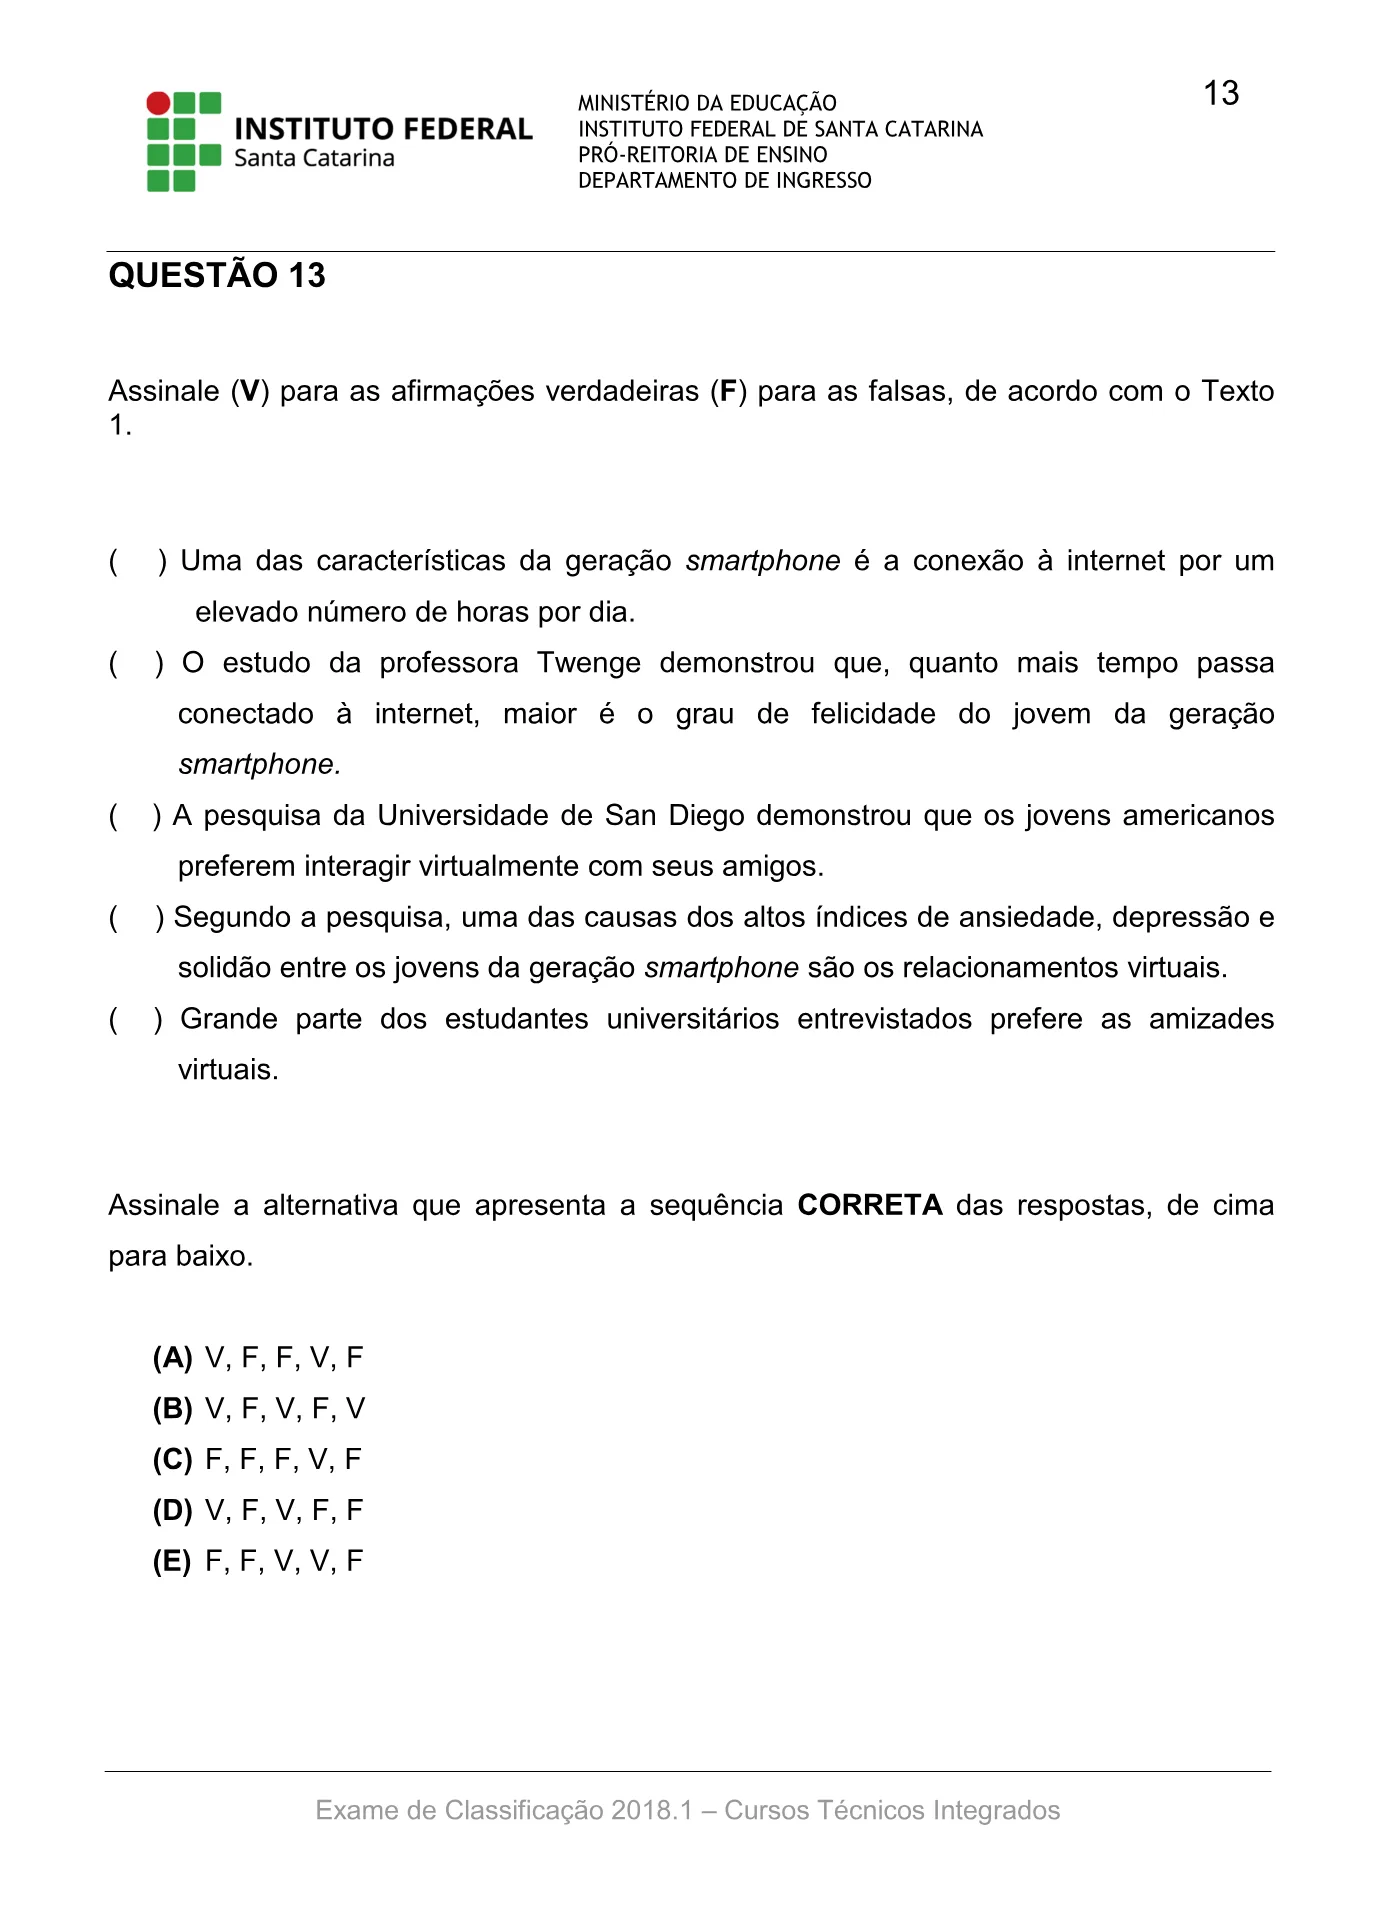 13
INSTITUTO FEDERAL
Santa Catarina
MINISTÉRIO DA EDUCAÇÃO
INSTITUTO FEDERAL DE SANTA CATARINA
PRÓ-REITORIA DE ENSINO
DEPARTAMENTO DE INGRESSO
QUESTÃO 13
Assinale (V) para as afirmações verdadeiras (F) para as falsas, de acordo com o Texto
1.
( ) Uma das características da geração smartphone é a conexão à internet por um
elevado número de horas por dia.
( ) O estudo da professora Twenge demonstrou que, quanto mais tempo passa
conectado à internet, maior é o grau de felicidade do jovem da geração
smartphone.
( ) A pesquisa da Universidade de San Diego demonstrou que os jovens americanos
preferem interagir virtualmente com seus amigos.
( ) Segundo a pesquisa, uma das causas dos altos índices de ansiedade, depressão e
solidão entre os jovens da geração smartphone são os relacionamentos virtuais.
( ) Grande parte dos estudantes universitários entrevistados prefere as amizades
virtuais.
Assinale a alternativa que apresenta a sequência CORRETA das respostas, de cima
para baixo.
(A) V, F, F, V, F
(B) V, F, V, F, V
(C) F, F, F, V, F
(D) V, F, V, F, F
(E) F, F, V, V, F
Exame de Classificação 2018.1 – Cursos Técnicos Integrados